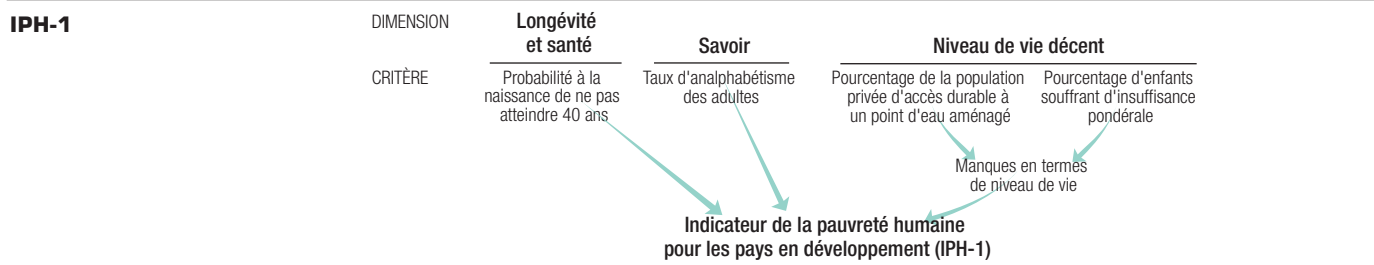 IPH-1
DIMENSION
Longévité
et santé
Savoir
Niveau de vie décent
CRITÈRE
Probabilité à la
naissance de ne pas
atteindre 40 ans
Taux d'analphabétisme
des adultes
Pourcentage de la population
privée d'accès durable à
un point d'eau aménagé
Pourcentage d'enfants
souffrant d'insuffisance
pondérale
Manques en termes
de niveau de vie
Indicateur de la pauvreté humaine
pour les pays en développement (IPH-1)